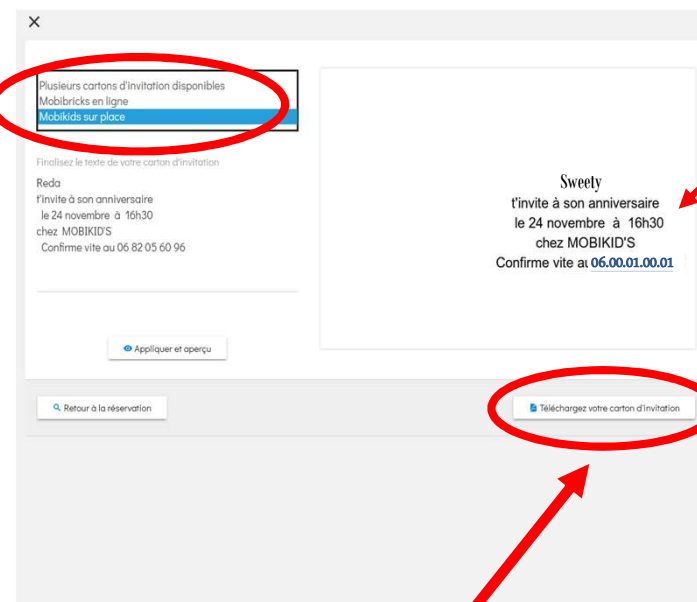 ×
Plusieurs cartons d'invitation disponibles
Mobibricks en ligne
Mobikids sur place
Finalisez le texte de votre carton d'invitation
Reda
t'invite à son anniversaire
le 24 novembre à 16h30
chez MOBIKID'S
Confirme vite au 06 82 05 60 96
Appliquer et aperçu
Sweety
t'invite à son anniversaire
le 24 novembre à 16h30
chez MOBIKID'S
Confirme vite au 06.00.01.00.01
Retour à la réservation
Téléchargez votre carton d'invitation